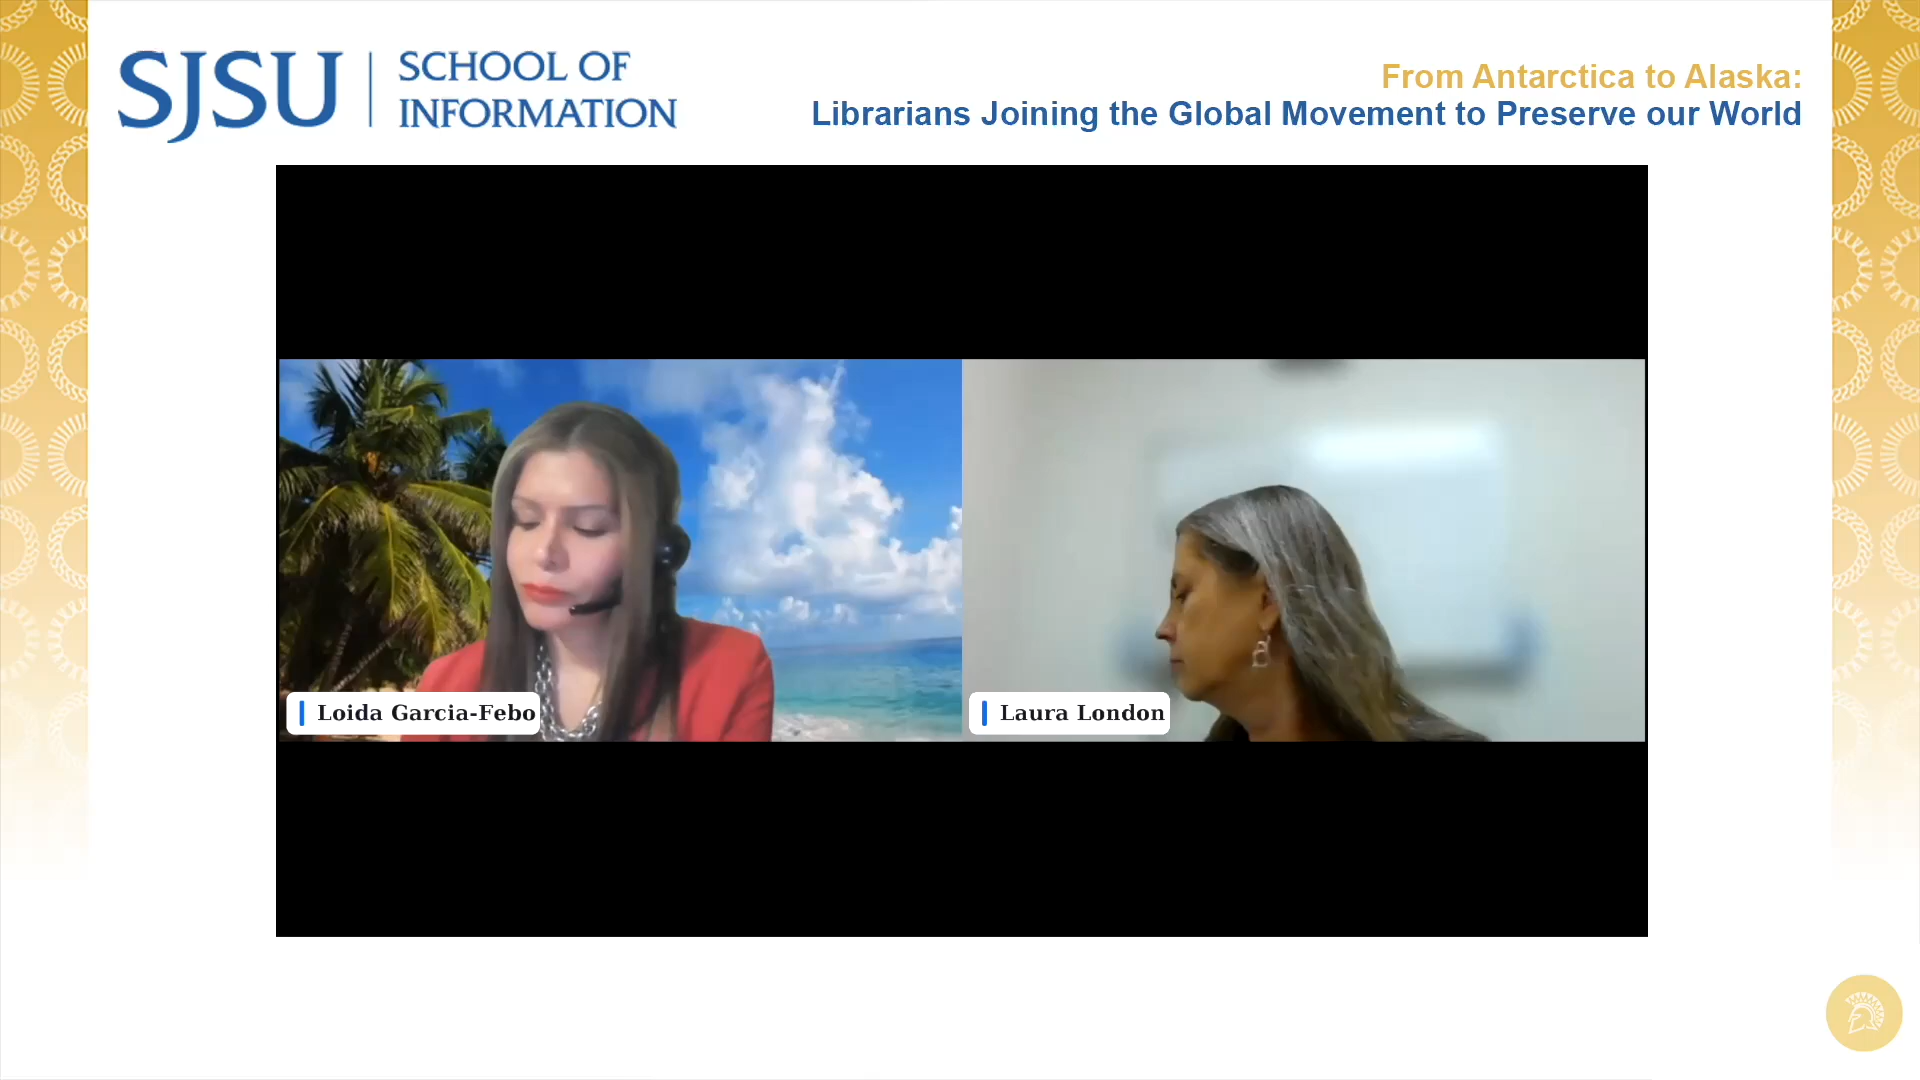 SJSU
SCHOOL OF
INFORMATION
From Antarctica to Alaska:
Librarians Joining the Global Movement to Preserve our World
Loida Garcia-Febo
Laura London